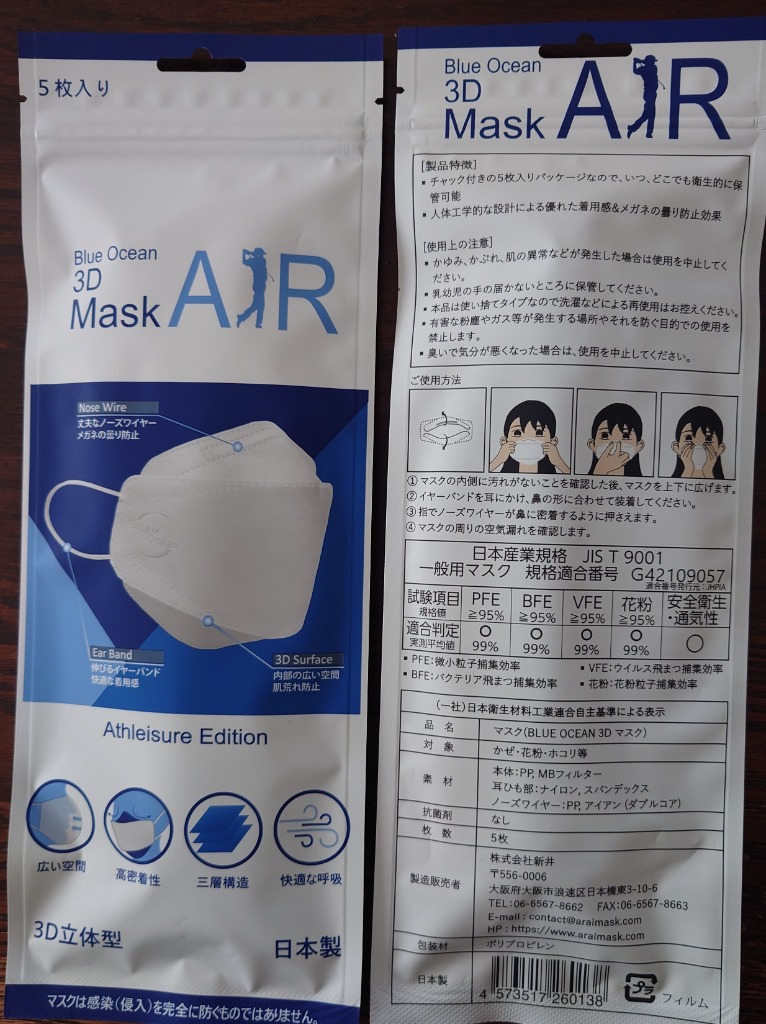 5枚入り
Blue Ocean
3D
Mask AIR
Nose Wire
丈夫なノーズワイヤー
メガネの曇り防止
Ear Band
伸びるイヤーバンド
快適な着用感
3D Surface
内部の広い空間
肌荒れ防止
Athleisure Edition
広い空間
高密着性
三層構造
快適な呼吸
3D立体型
日本製
マスクは感染(侵入)を完全に防ぐものではありません。
Blue Ocean
3D
Mask AIR
[製品特徴]
▪ チャック付きの5枚入りパッケージなので、いつ、どこでも衛生的に保
管可能
▪ 人体工学的な設計による優れた着用感&メガネの曇り防止効果
[使用上の注意]
▪ かゆみ、かぶれ、肌の異常などが発生した場合は使用を中止してく
ださい。
▪ 乳幼児の手の届かないところに保管してください。
▪ 本品は使い捨てタイプなので洗濯などによる再使用はお控えください。
▪ 有害な粉塵やガス等が発生する場所やそれを防ぐ目的での使用を
禁止します。
▪ 臭いで気分が悪くなった場合は、使用を中止してください。
ご使用方法
① マスクの内側に汚れがないことを確認した後、マスクを上下に広げます。
② イヤーバンドを耳にかけ、鼻の形に合わせて装着してください。
③ 指でノーズワイヤーが鼻に密着するように押さえます。
④ マスクの周りの空気漏れを確認します。
日本産業規格 JIS T 9001
一般用マスク 規格適合番号 G42109057
適合番号発行元:JHPIA
試験項目 PFE BFE VFE 花粉 安全衛生
規格値 ≧95% ≧95% ≧95% ≧95% ・通気性
適合判定 ○ ○ ○ ○ ○
実測平均値 99% 99% 99% 99%
▪ PFE:微小粒子捕集効率 ▪ VFE:ウイルス飛まつ捕集効率
▪ BFE:バクテリア飛まつ捕集効率 ▪ 花粉:花粉粒子捕集効率
(一社)日本衛生材料工業連合自主基準による表示
品名 マスク(BLUE OCEAN 3D マスク)
対象 かぜ・花粉・ホコリ等
素材 本体:PP, MBフィルター
耳ひも部:ナイロン, スパンデックス
ノーズワイヤー:PP, アイアン (ダブルコア)
抗菌剤 なし
枚数 5枚
製造販売者 株式会社新井
〒556-0006
大阪府大阪市浪速区日本橋東3-10-6
TEL:06-6567-8662 FAX:06-6567-8663
E-mail : contact@araimask.com
HP : https://www.araimask.com
包装材 ポリプロピレン
日本製
4 573517 260138
プラ フィルム